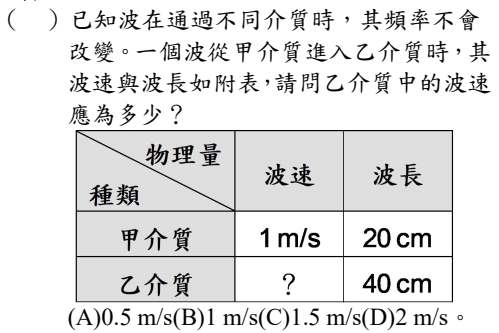 （　）已知波在通過不同介質時，其頻率不會
改變。一個波從甲介質進入乙介質時，其
波速與波長如附表，請問乙介質中的波速
應為多少？
物理量
種類
波速
波長
甲介質 1 m/s 20 cm
乙介質 ？ 40 cm
(A)0.5 m/s(B)1 m/s(C)1.5 m/s(D)2 m/s。